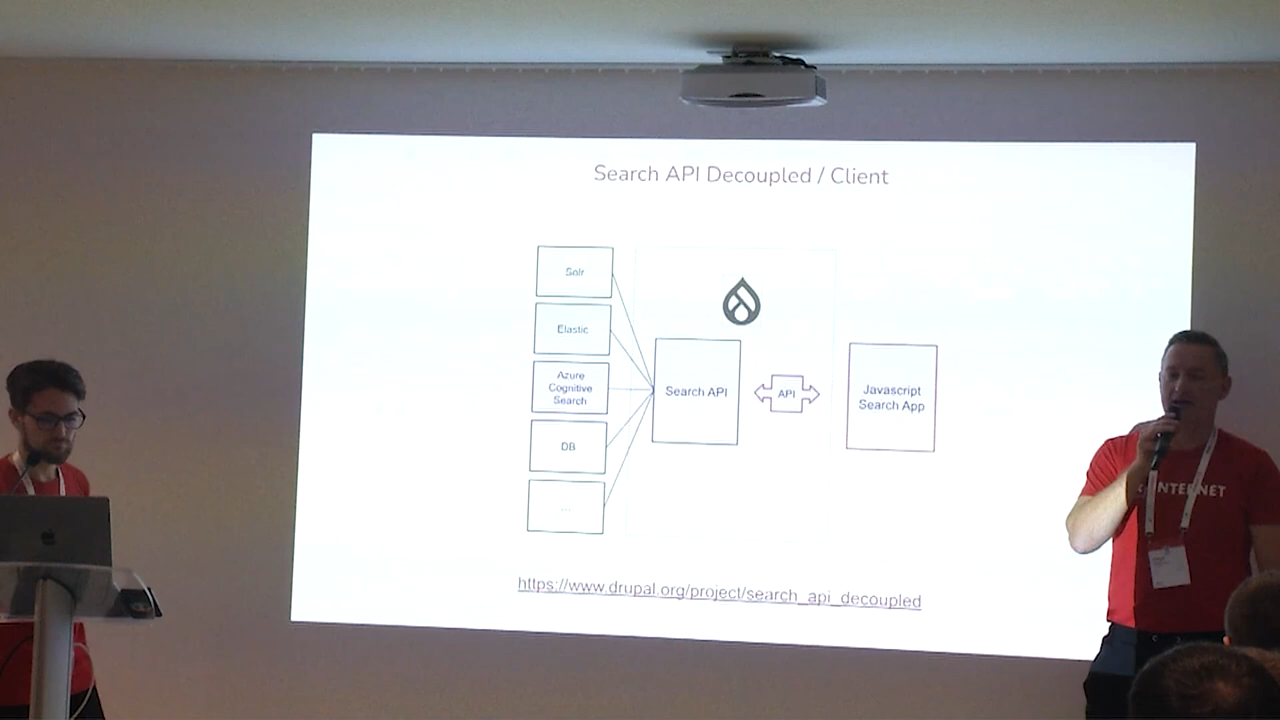 Search API Decoupled / Client
Solr
Elastic
Azure
Cognitive
Search
DB
...
Search API
API
Javascript
Search App
https://www.drupal.org/project/search_api_decoupled
INTERNET